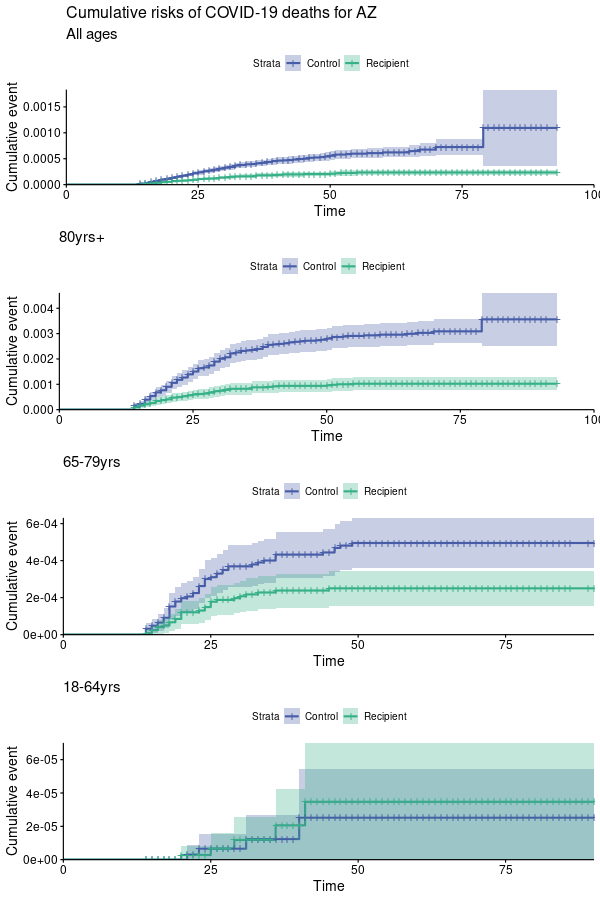 Cumulative risks of COVID-19 deaths for AZ
All ages
Strata Control Recipient
Cumulative event
0.0015
0.0010
0.0005
0.0000
0 25 50 75 100
Time
80yrs+
Strata Control Recipient
Cumulative event
0.004
0.003
0.002
0.001
0.000
0 25 50 75 100
Time
65-79yrs
Strata Control Recipient
Cumulative event
6e-04
4e-04
2e-04
0e+00
0 25 50 75
Time
18-64yrs
Strata Control Recipient
Cumulative event
6e-05
4e-05
2e-05
0e+00
0 25 50 75
Time